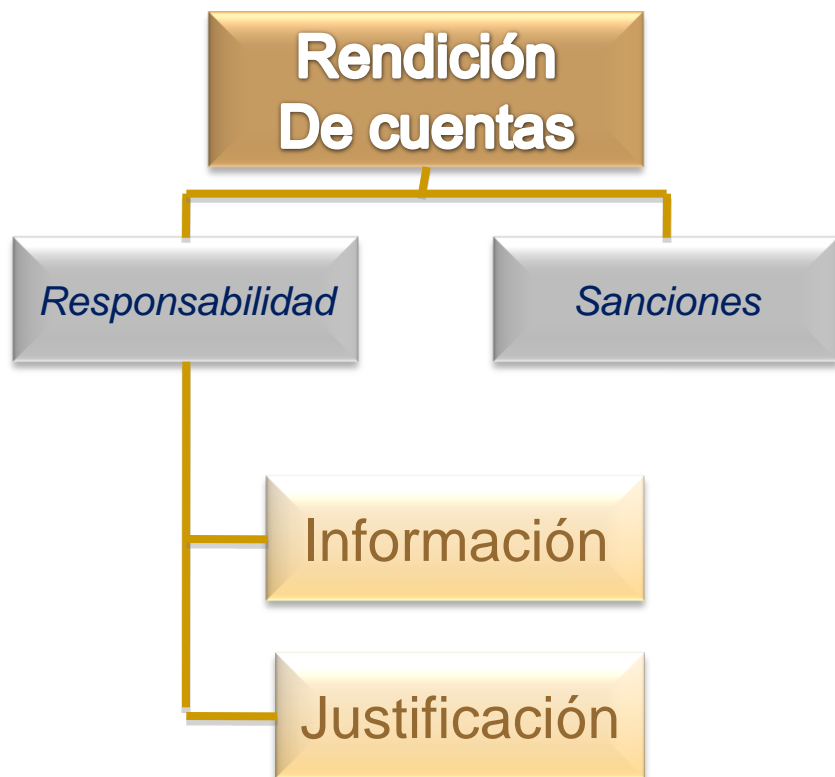 Rendición
De cuentas
Responsabilidad
Sanciones
Información
Justificación